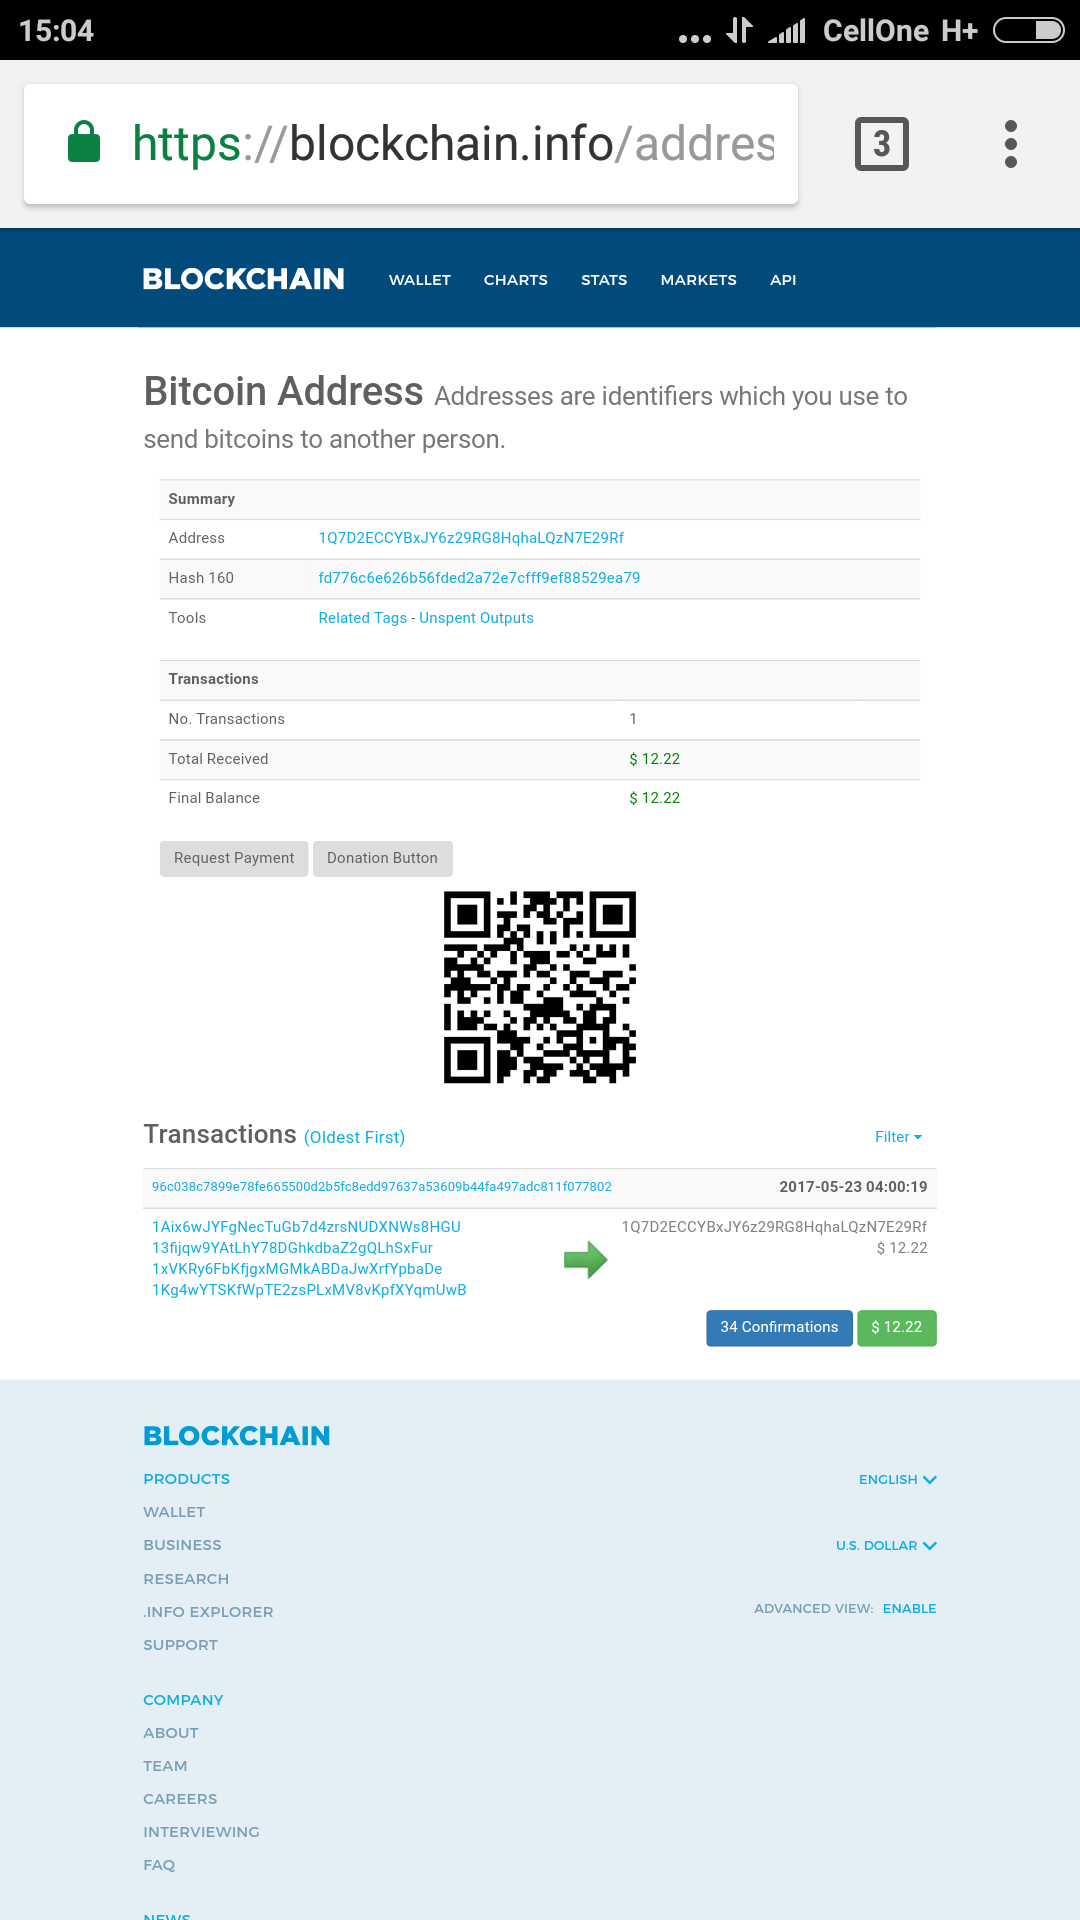 15:04
CellOne H+
https://blockchain.info/addres
3
BLOCKCHAIN WALLET CHARTS STATS MARKETS API
Bitcoin Address Addresses are identifiers which you use to
send bitcoins to another person.
Summary
Address 1Q7D2ECCYBxJY6z29RG8HqhaLQzN7E29Rf
Hash 160 fd776c6e626b56fded2a72e7cfff9ef88529ea79
Tools Related Tags - Unspent Outputs
Transactions
No. Transactions 1
Total Received $ 12.22
Final Balance $ 12.22
Request Payment Donation Button
Transactions (Oldest First) Filter
96c038c7899e78fe665500d2b5fc8edd97637a53609b44fa497adc811f077802 2017-05-23 04:00:19
1Aix6wJYFgNecTuGb7d4zrsNUDXNWs8HGU 1Q7D2ECCYBxJY6z29RG8HqhaLQzN7E29Rf
13fijqw9YAtLhY78DGhkdbaZ2gQLhSxFur $ 12.22
1xVKRy6FbKfjgxMGMkABDaJwXrfYpbaDe
1Kg4wYTSKfWpTE2zsPLxMV8vKpfXYqmUwB
34 Confirmations $ 12.22
BLOCKCHAIN
PRODUCTS ENGLISH
WALLET
BUSINESS U.S. DOLLAR
RESEARCH
.INFO EXPLORER ADVANCED VIEW: ENABLE
SUPPORT
COMPANY
ABOUT
TEAM
CAREERS
INTERVIEWING
FAQ
NEWS